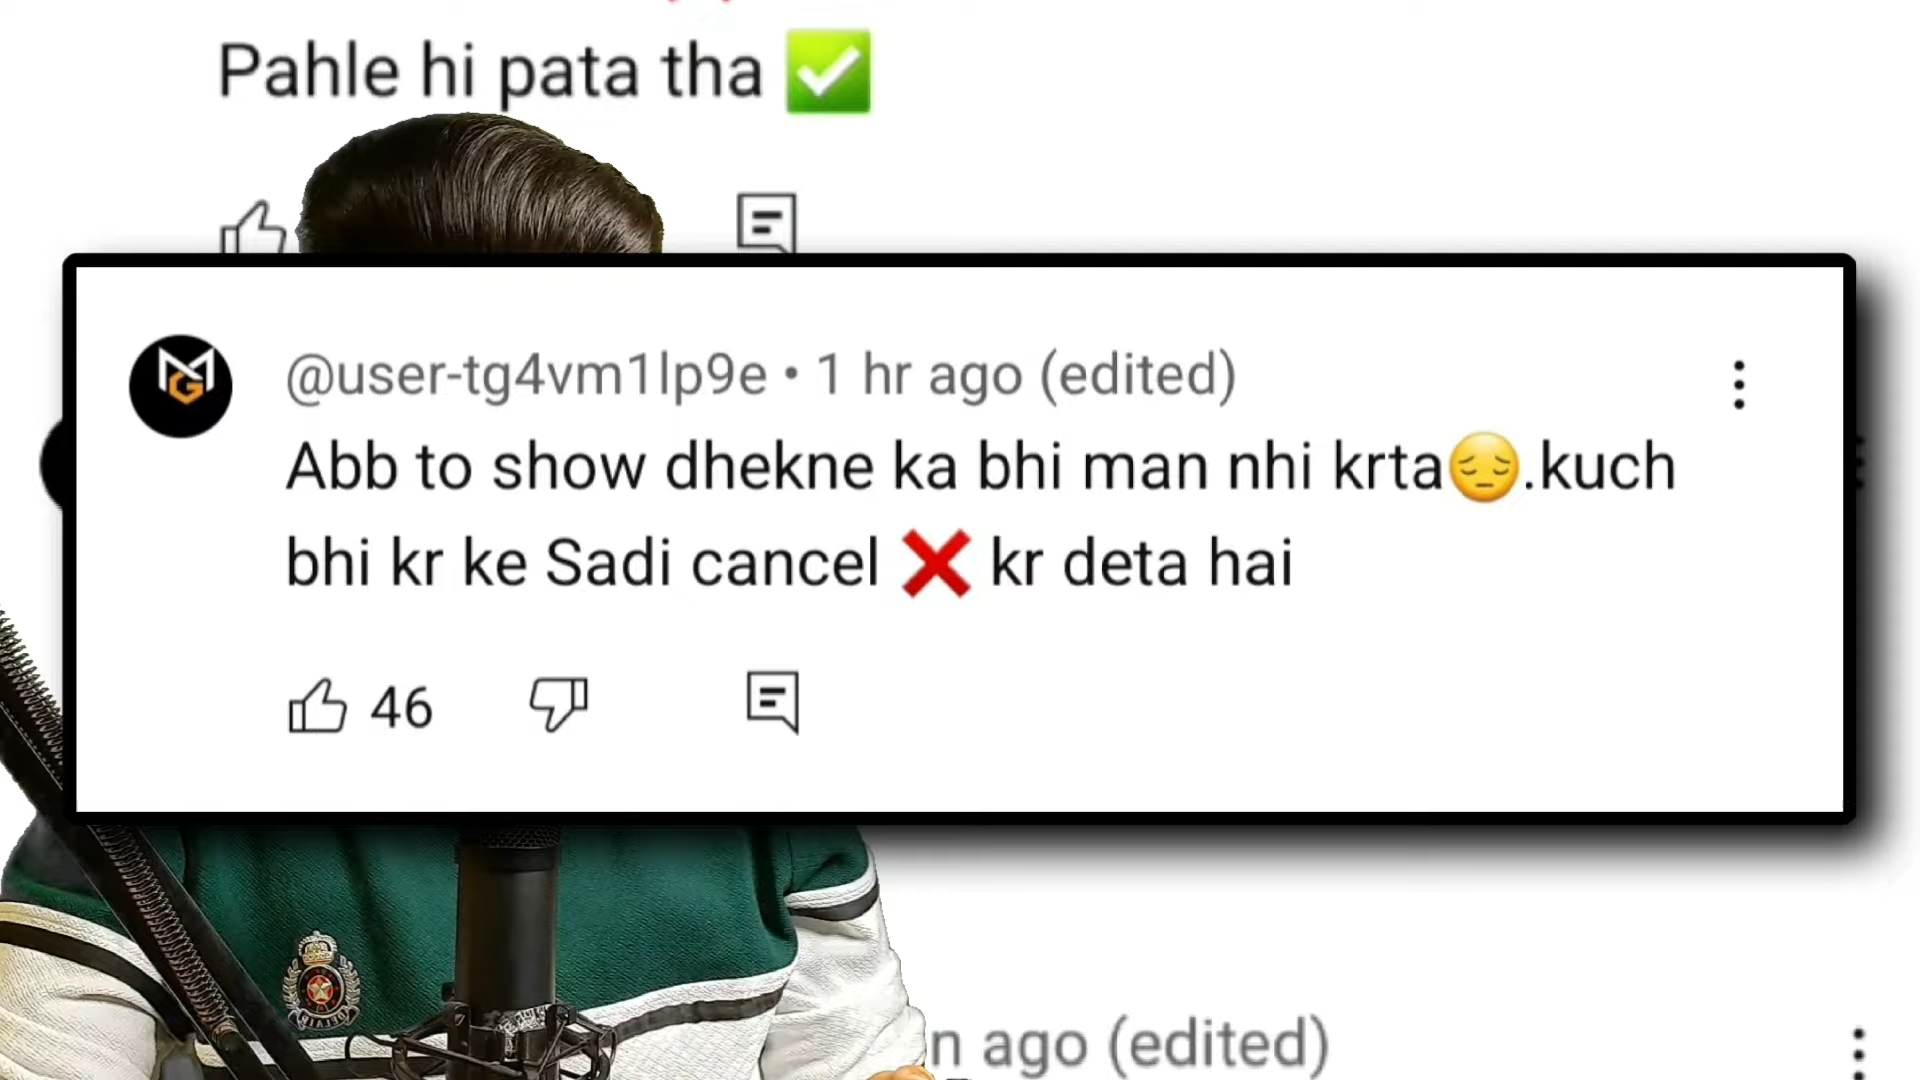 Pahle hi pata tha ✅
@user-tg4vm1lp9e • 1 hr ago (edited)
Abb to show dhekne ka bhi man nhi krta😔.kuch
bhi kr ke Sadi cancel ❌ kr deta hai
46
n ago (edited)